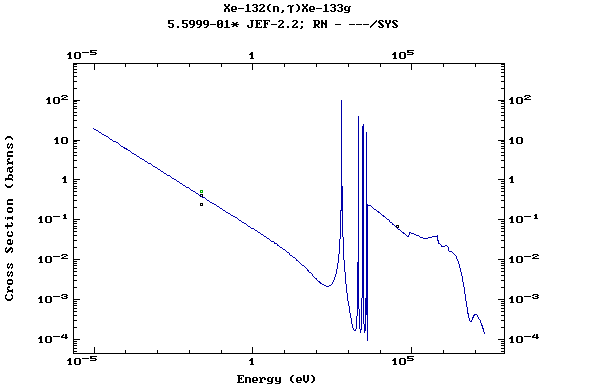 Xe-132(n,γ)Xe-133g
5.5999-01* JEF-2.2; RN - ---/SYS
10⁻⁵ 1 10⁵
10² 10²
10 10
1 1
10⁻¹ 10⁻¹
10⁻² 10⁻²
10⁻³ 10⁻³
10⁻⁴ 10⁻⁴
10⁻⁵ 1 10⁵
Cross Section (barns)
Energy (eV)